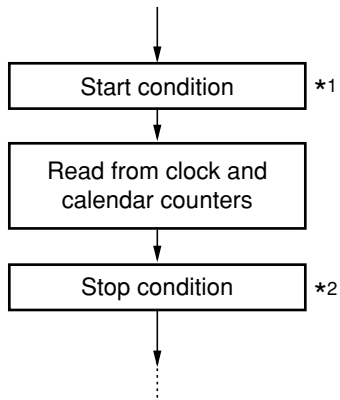 Start condition *1
Read from clock and
calendar counters
Stop condition *2